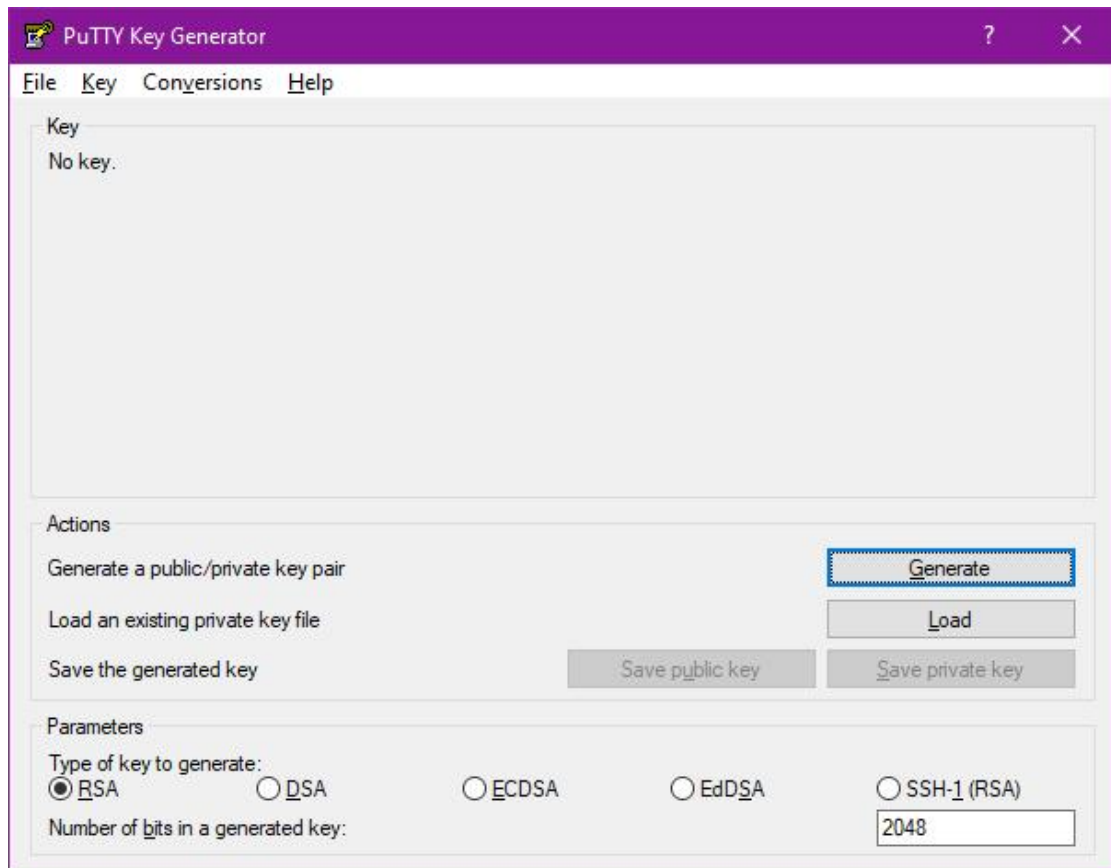 PuTTY Key Generator ?
File Key Conversions Help
Key
No key.
Actions
Generate a public/private key pair Generate
Load an existing private key file Load
Save the generated key Save public key Save private key
Parameters
Type of key to generate:
RSA DSA ECDSA EdDSA SSH-1 (RSA)
Number of bits in a generated key: 2048